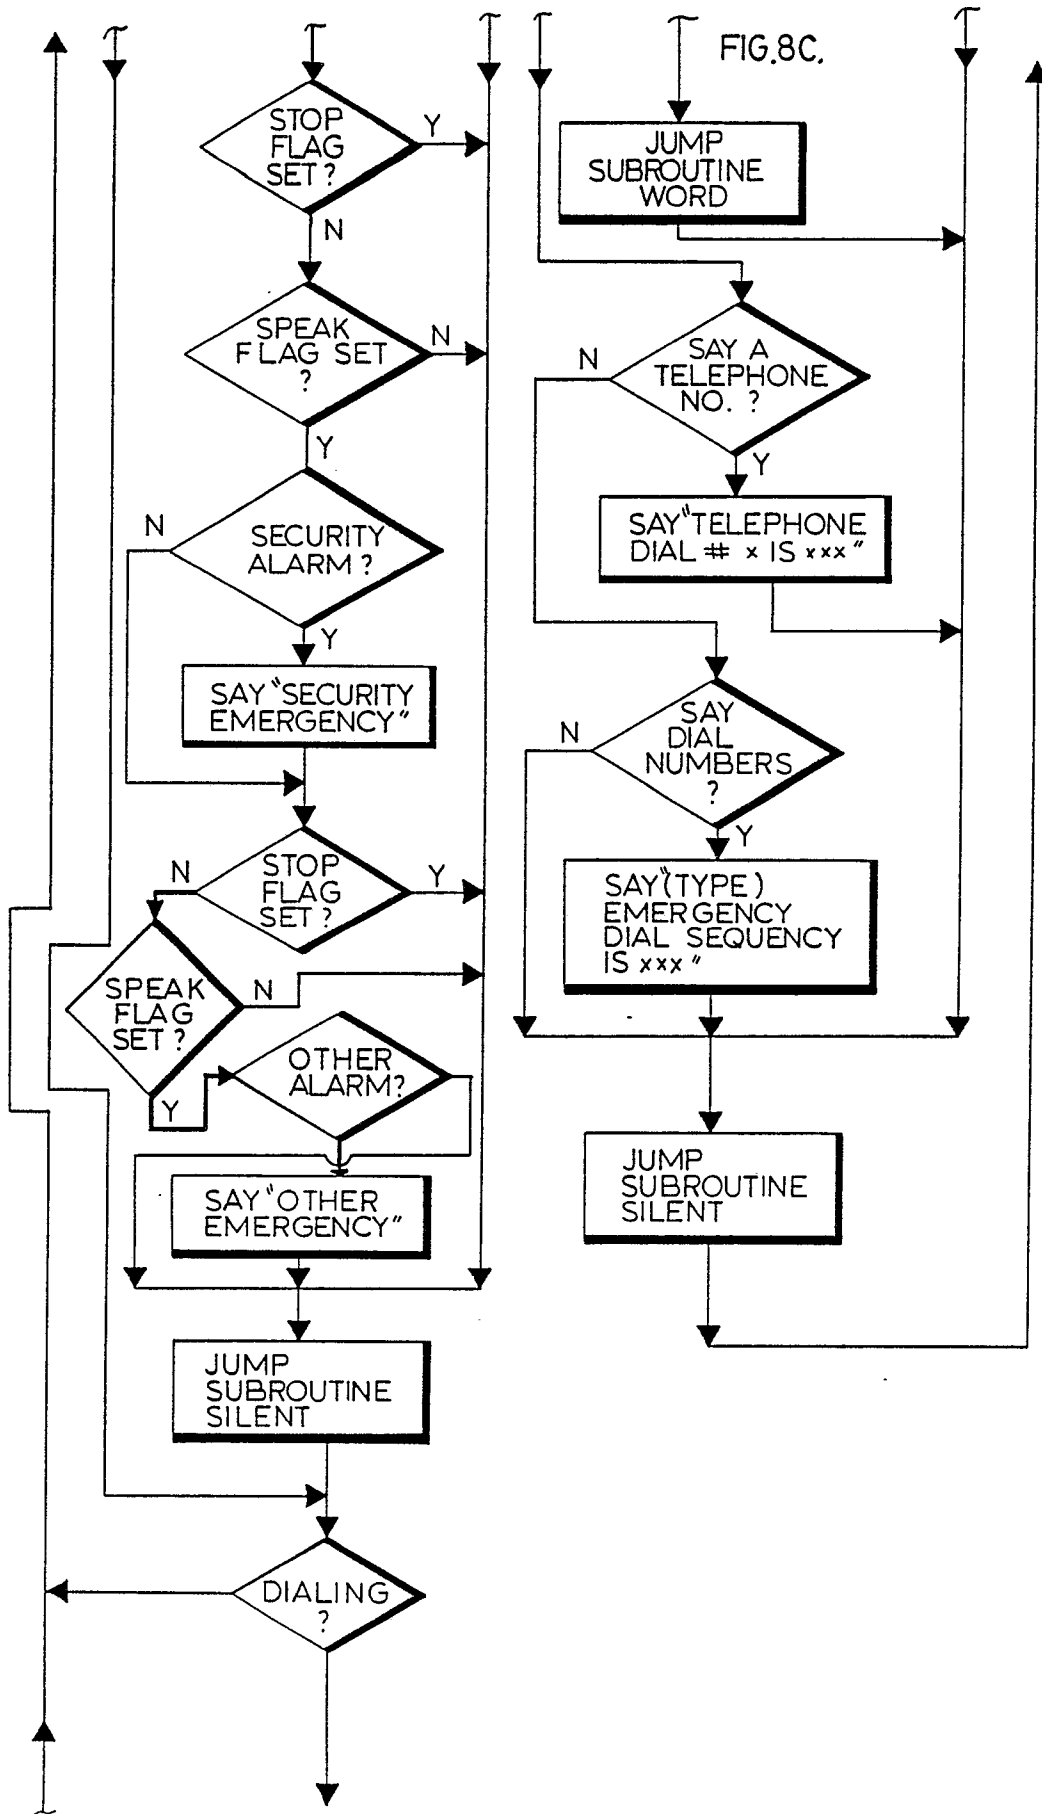 FIG.8C.
STOP
FLAG
SET?
Y
N
SPEAK
FLAG SET
?
N
Y
SECURITY
ALARM?
N
Y
SAY "SECURITY
EMERGENCY"
STOP
FLAG
SET?
N
Y
SPEAK
FLAG
SET?
N
Y
OTHER
ALARM?
SAY "OTHER
EMERGENCY"
JUMP
SUBROUTINE
SILENT
DIALING
?
JUMP
SUBROUTINE
WORD
SAY A
TELEPHONE
NO. ?
N
Y
SAY "TELEPHONE
DIAL # x IS xxx"
SAY
DIAL
NUMBERS
?
N
Y
SAY "(TYPE)
EMERGENCY
DIAL SEQUENCY
IS xxx"
JUMP
SUBROUTINE
SILENT